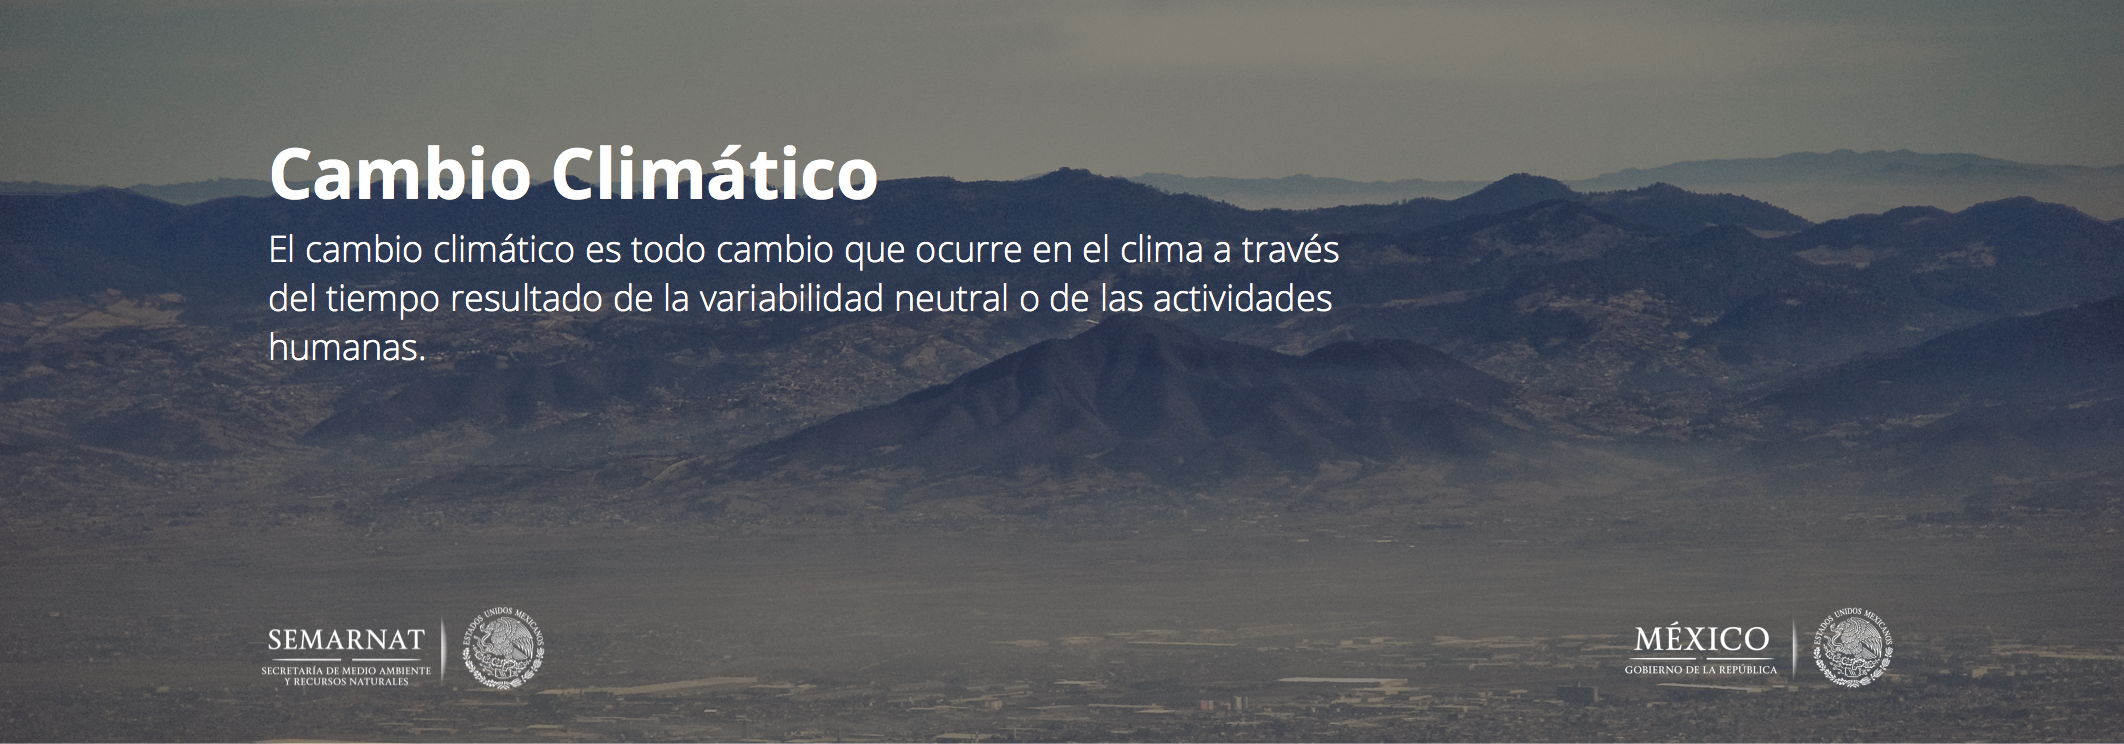 Cambio Climático
El cambio climático es todo cambio que ocurre en el clima a través
del tiempo resultado de la variabilidad neutral o de las actividades
humanas.
SEMARNAT
SECRETARÍA DE MEDIO AMBIENTE
Y RECURSOS NATURALES
ESTADOS UNIDOS MEXICANOS
MÉXICO
GOBIERNO DE LA REPÚBLICA
ESTADOS UNIDOS MEXICANOS